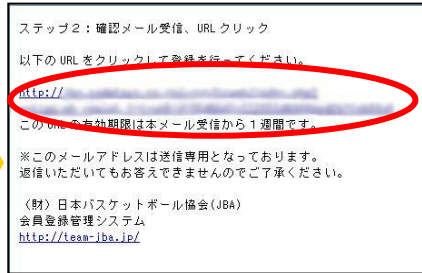 ステップ２：確認メール受信、URLクリック
以下のURLをクリックして登録を行ってください。
http://
このURLの有効期限は本メール受信から１週間です。
※このメールアドレスは送信専用となっております。
返信いただいてもお答えできませんのでご了承ください。
（財）日本バスケットボール協会(JBA)
会員登録管理システム
http://team-jba.jp/